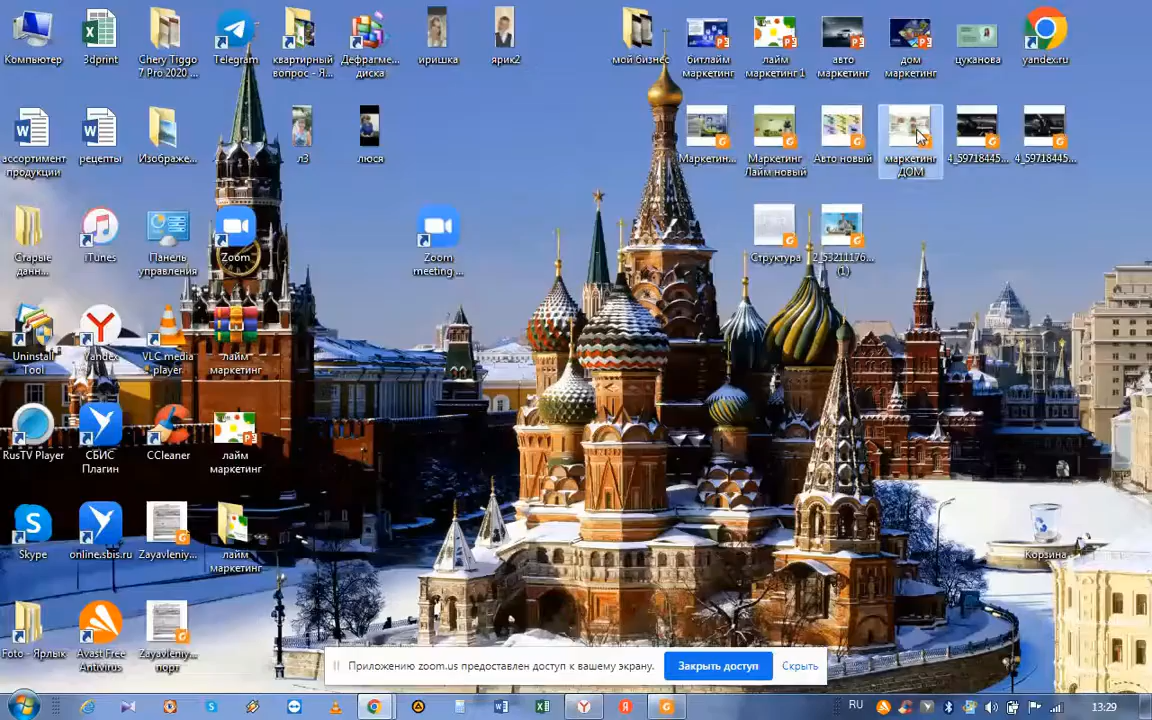 Компьютер
3dprint
Chery Tiggo
7 Pro 2020 ...
Telegram
квартирный
вопрос - Я...
Дефрагме...
диска
иришка
ярик2
мой бизнес
битлайм
маркетинг
лайм
маркетинг 1
авто
маркетинг
дом
маркетинг
цуканова
yandex.ru
ассортимент
продукции
рецепты
Изображе...
л3
люся
Маркетин...
Маркетинг
Лайм новый
Авто новый
маркетинг
ДОМ
4_59718445...
4_59718445...
Старые
данн...
iTunes
Панель
управления
Zoom
Zoom
meeting ...
Структура
2_53211176...
(1)
Uninstall
Tool
Yandex
VLC media
player
лайм
маркетинг
RusTV Player
СБИС
Плагин
CCleaner
лайм
маркетинг
Skype
online.sbis.ru
Zayavleniy...
лайм
маркетинг
Корзина
Foto - Ярлык
Avast Free
Antivirus
Zayavleniy...
порт
Приложению zoom.us предоставлен доступ к вашему экрану.
Закрыть доступ
Скрыть
RU
13:29